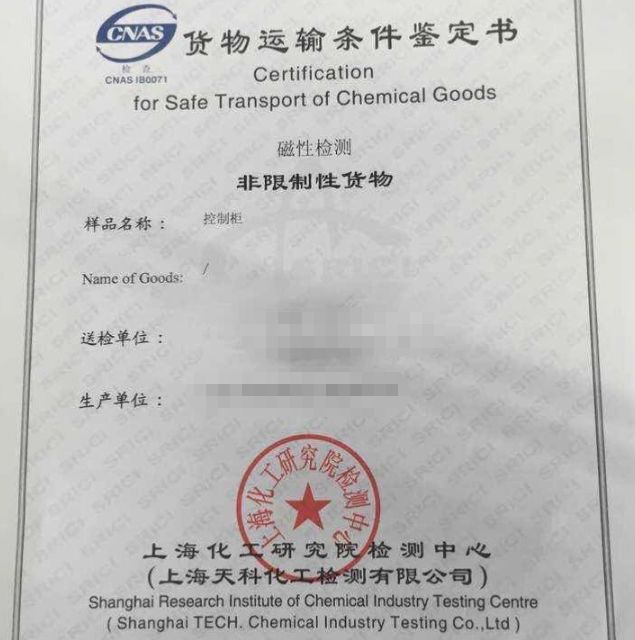 CNAS
检 查
CNAS IB0071
货物运输条件鉴定书
Certification
for Safe Transport of Chemical Goods
磁性检测
非限制性货物
样品名称： 控制柜
Name of Goods: /
送检单位：
生产单位：
上海化工研究院检测中心
上海化工研究院检测中心
（上海天科化工检测有限公司）
Shanghai Research Institute of Chemical Industry Testing Centre
( Shanghai TECH. Chemical Industry Testing Co.,Ltd )